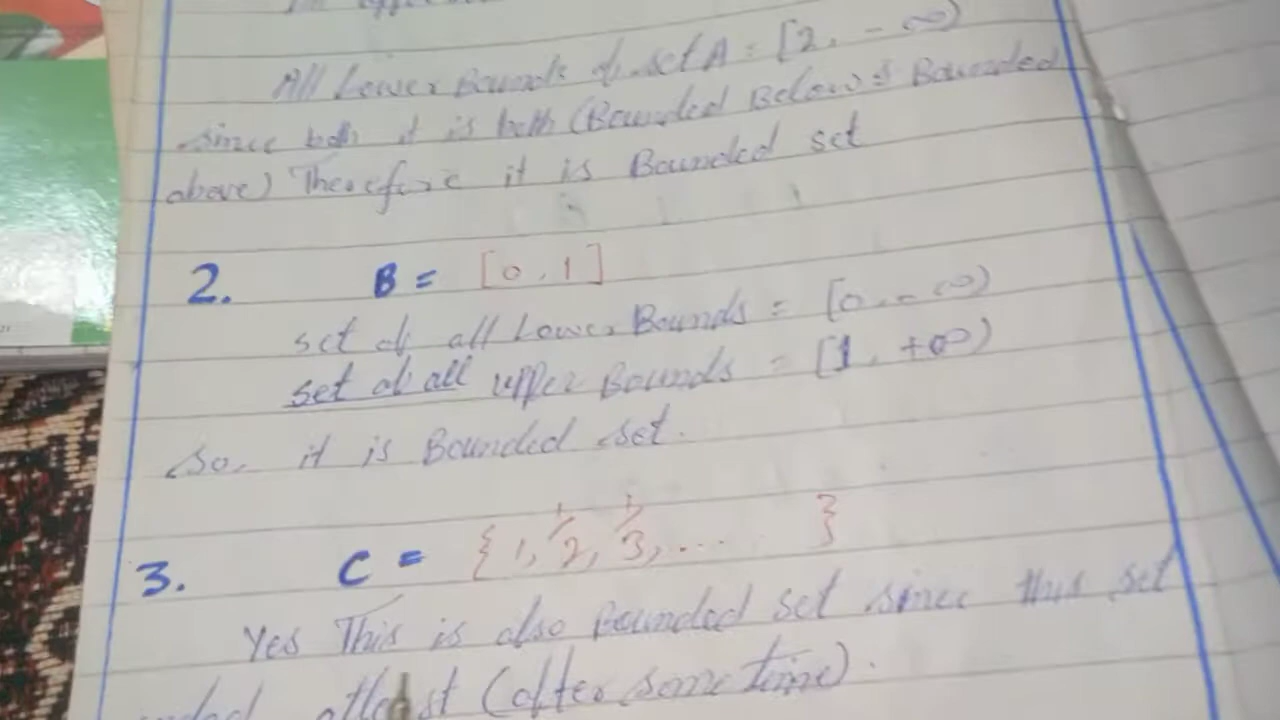 All Lower Bounds of set A = [2, - ∞)
since both it is both (Bounded Below & Bounded
above) Therefore it is Bounded set
2. B = [0, 1]
set of all Lower Bounds = [0, - ∞)
set of all upper Bounds = [1, +∞)
So, it is Bounded set.
3. C = { 1, 1/2, 1/3, ... }
Yes This is also Bounded set since this set
(after some time).